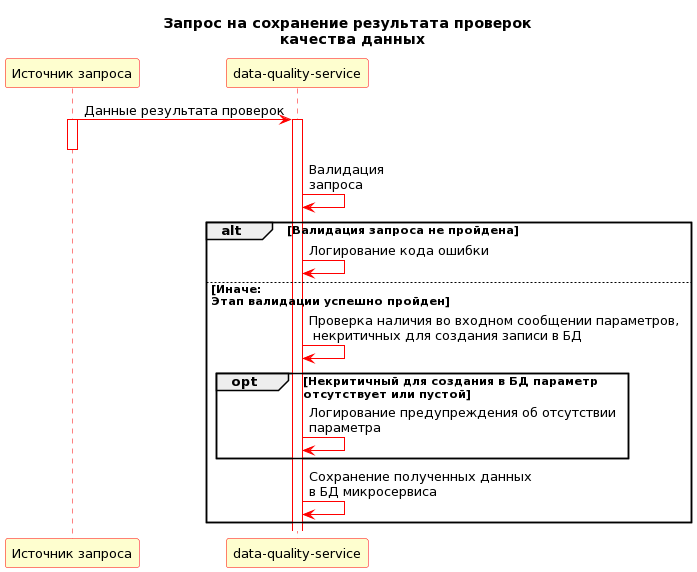 Запрос на сохранение результата проверок
качества данных
Источник запроса
data-quality-service
Данные результата проверок
Валидация
запроса
alt
[Валидация запроса не пройдена]
Логирование кода ошибки
[Иначе:
Этап валидации успешно пройден]
Проверка наличия во входном сообщении параметров,
некритичных для создания записи в БД
opt
[Некритичный для создания в БД параметр
отсутствует или пустой]
Логирование предупреждения об отсутствии
параметра
Сохранение полученных данных
в БД микросервиса
Источник запроса
data-quality-service